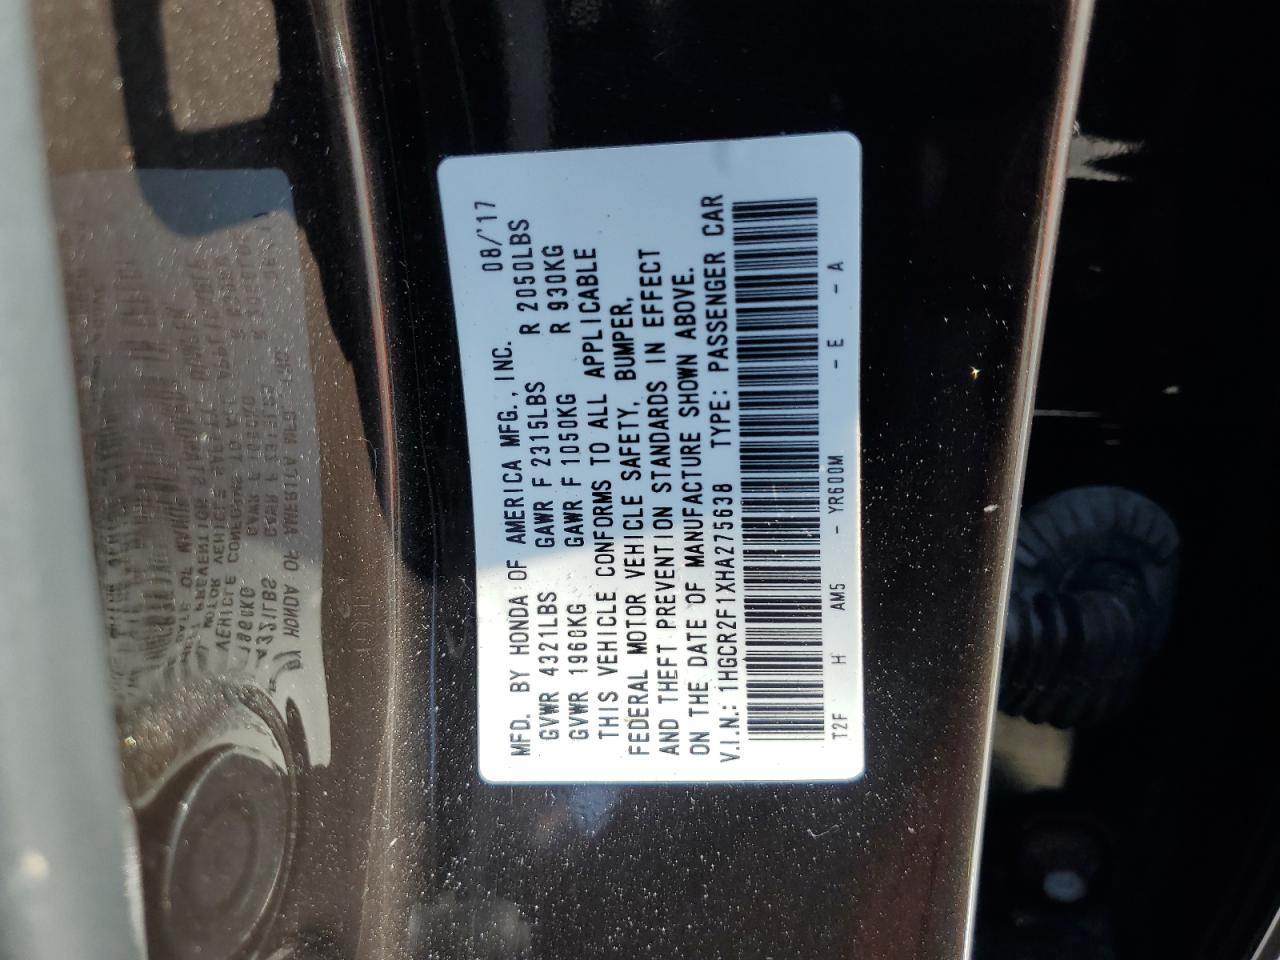 MFD. BY HONDA OF AMERICA MFG., INC. 08/'17
GVWR 4321LBS GAWR F 2315LBS R 2050LBS
GVWR 1960KG GAWR F 1050KG R 930KG
THIS VEHICLE CONFORMS TO ALL APPLICABLE
FEDERAL MOTOR VEHICLE SAFETY, BUMPER,
AND THEFT PREVENTION STANDARDS IN EFFECT
ON THE DATE OF MANUFACTURE SHOWN ABOVE.
V.I.N.: 1HGCR2F1XHA275638 TYPE: PASSENGER CAR
T2F H AM5 - YR600M - E - A